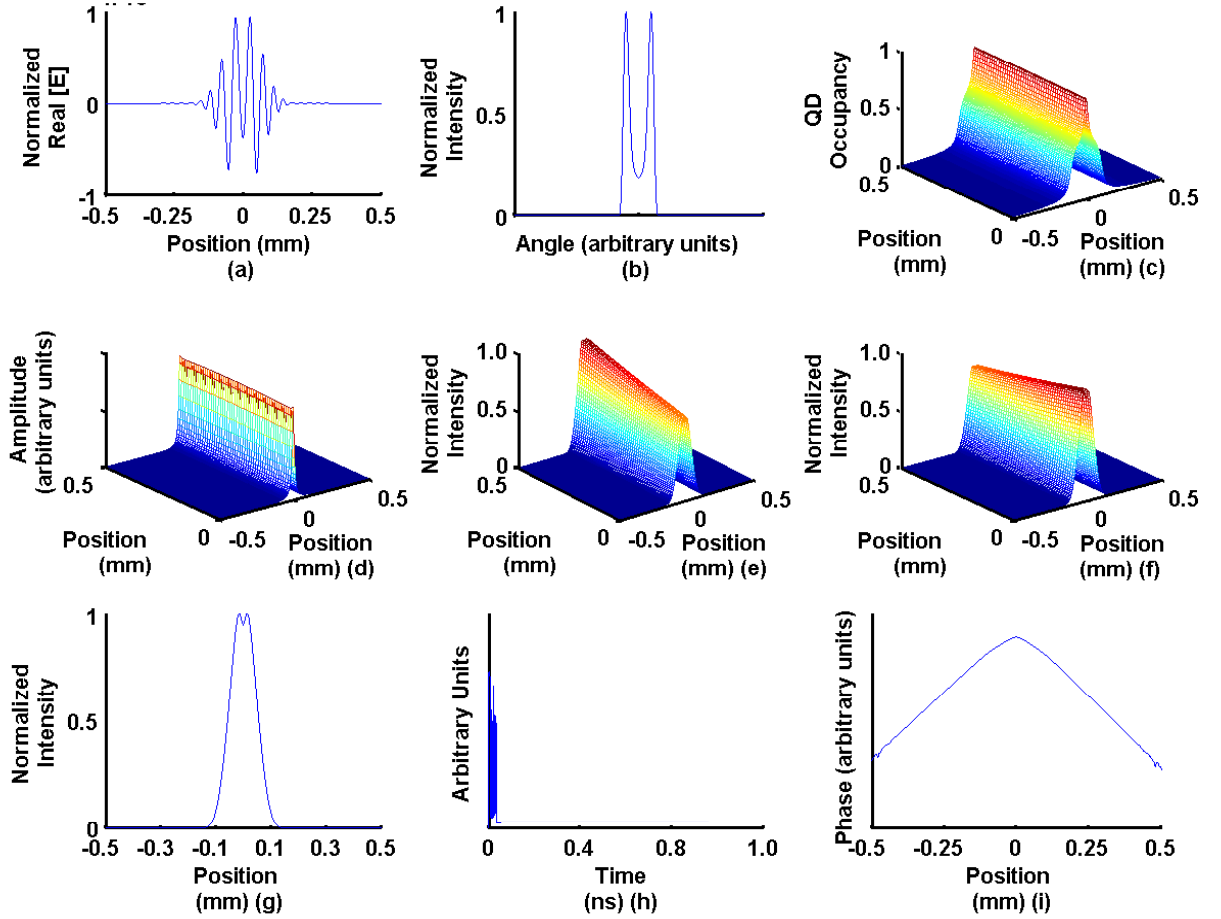 1
0
-1
Normalized
Real [E]
-0.5 -0.25 0 0.25 0.5
Position (mm)
(a)
1
0.5
0
Normalized
Intensity
Angle (arbitrary units)
(b)
1
0.5
0
QD
Occupancy
0.5
0
-0.5
0
0.5
Position
(mm)
Position
(mm) (c)
Amplitude
(arbitrary units)
0.5
0
-0.5
0
0.5
Position
(mm)
Position
(mm) (d)
Normalized
Intensity
1.0
0.5
0
0.5
0
-0.5
0
0.5
Position
(mm)
Position
(mm) (e)
Normalized
Intensity
1.0
0.5
0
0.5
0
-0.5
0
0.5
Position
(mm)
Position
(mm) (f)
Normalized
Intensity
1
0.5
0
-0.5 -0.3 -0.1 0.1 0.3 0.5
Position
(mm) (g)
Arbitrary Units
0 0.4 0.8 1.0
Time
(ns) (h)
Phase (arbitrary units)
-0.5 -0.25 0 0.25 0.5
Position
(mm) (i)